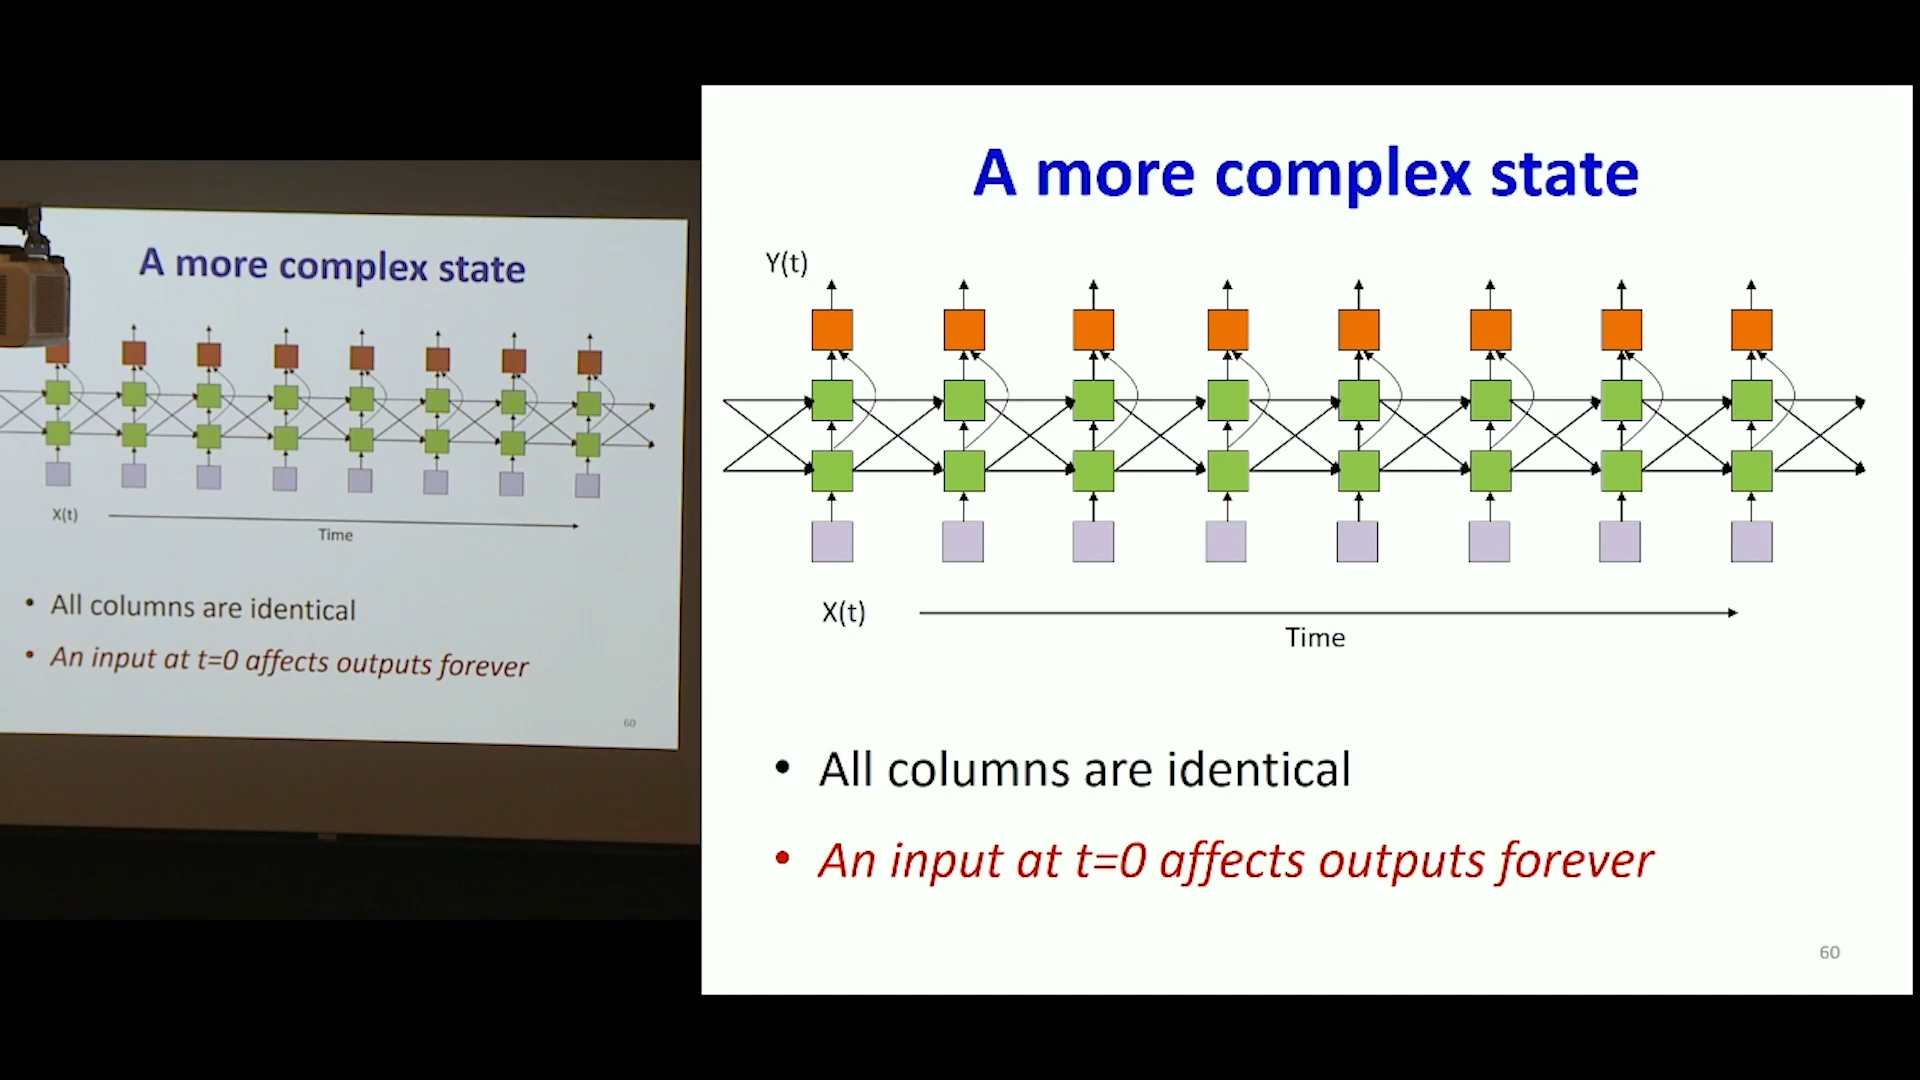 A more complex state
X(t)
Time
• All columns are identical
• An input at t=0 affects outputs forever
60
A more complex state
Y(t)
X(t)
Time
• All columns are identical
• An input at t=0 affects outputs forever
60